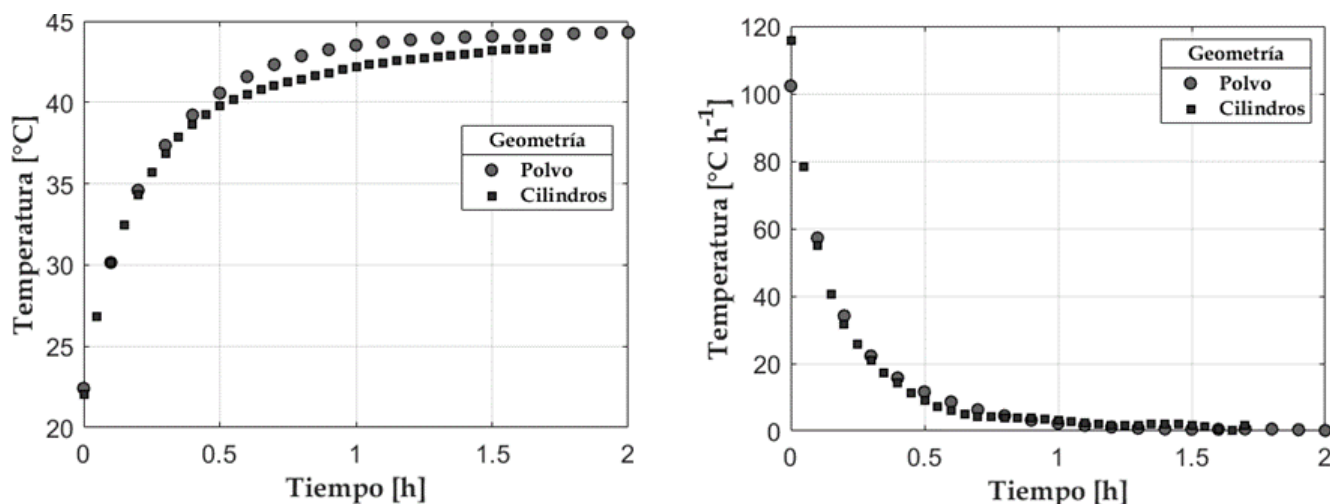 45
40
35
30
25
20
Temperatura [°C]
Geometría
Polvo
Cilindros
0
0.5
1
1.5
2
Tiempo [h]
120
100
80
60
40
20
0
Temperatura [°C h⁻¹]
Geometría
Polvo
Cilindros
0
0.5
1
1.5
2
Tiempo [h]